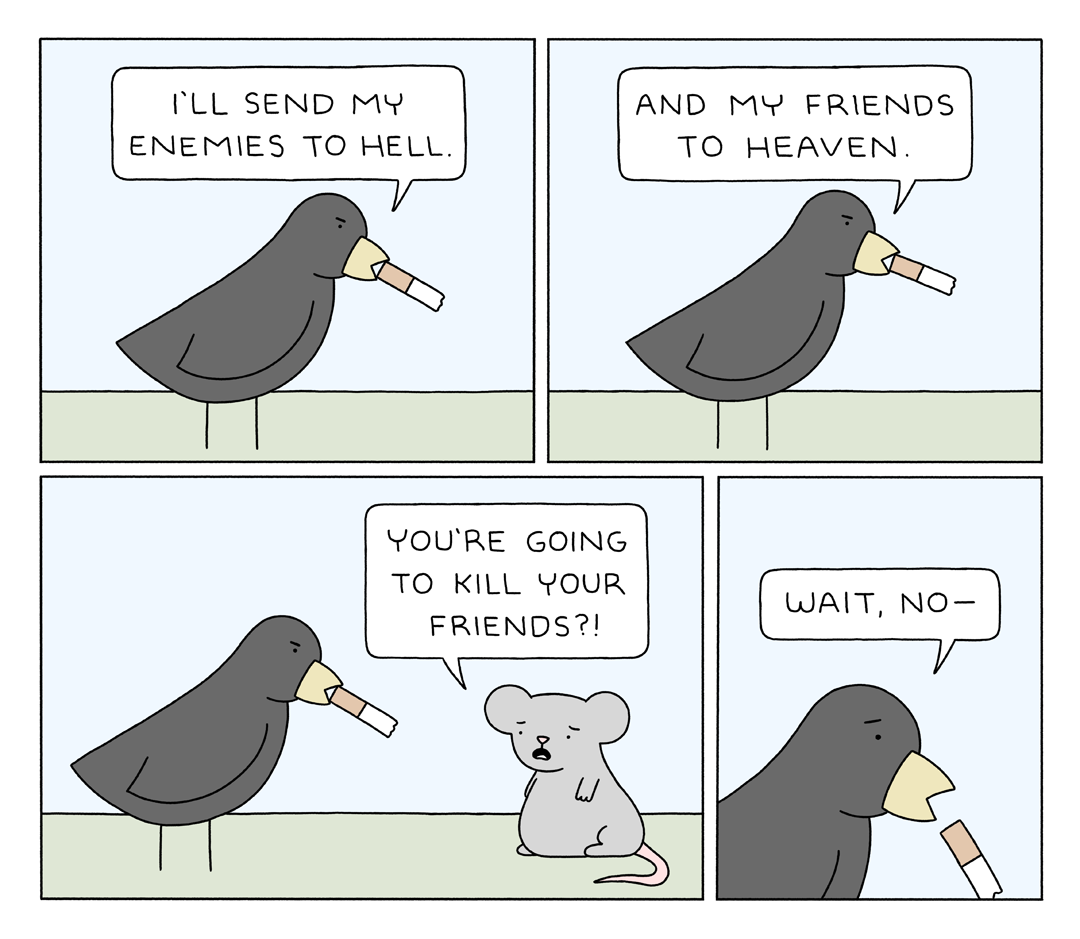 I'LL SEND MY
ENEMIES TO HELL.
AND MY FRIENDS
TO HEAVEN.
YOU'RE GOING
TO KILL YOUR
FRIENDS?!
WAIT, NO—